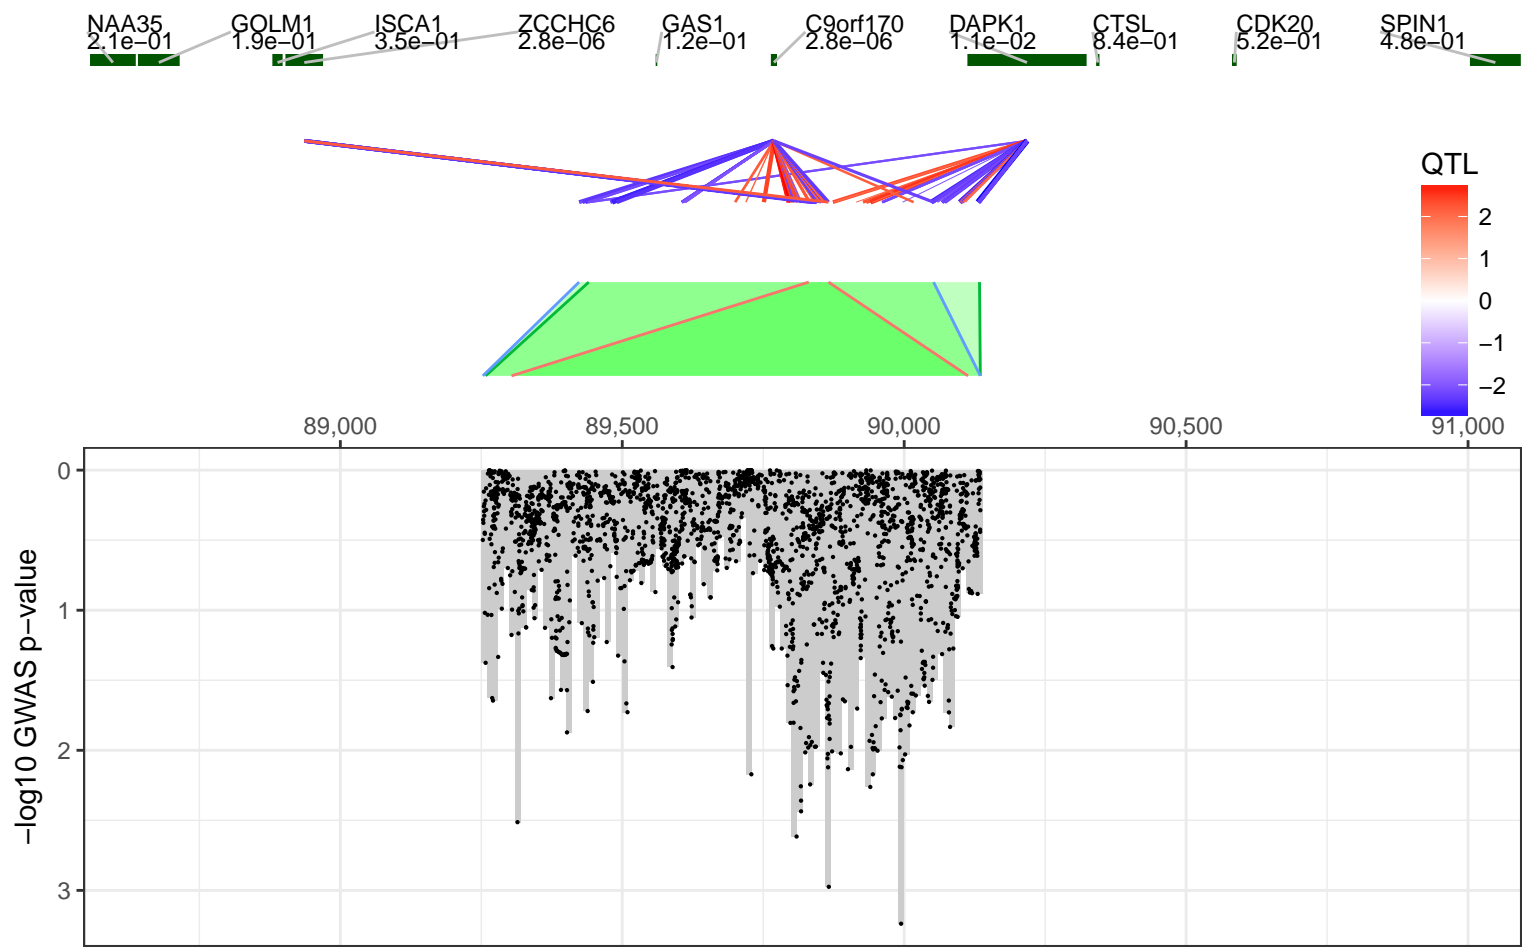 NAA35 GOLM1 ISCA1 ZCCHC6 GAS1 C9orf170 DAPK1 CTSL CDK20 SPIN1
2.1e−01 1.9e−01 3.5e−01 2.8e−06 1.2e−01 2.8e−06 1.1e−02 8.4e−01 5.2e−01 4.8e−01
QTL
2
1
0
−1
−2
89,000 89,500 90,000 90,500 91,000
0
1
2
3
−log10 GWAS p−value